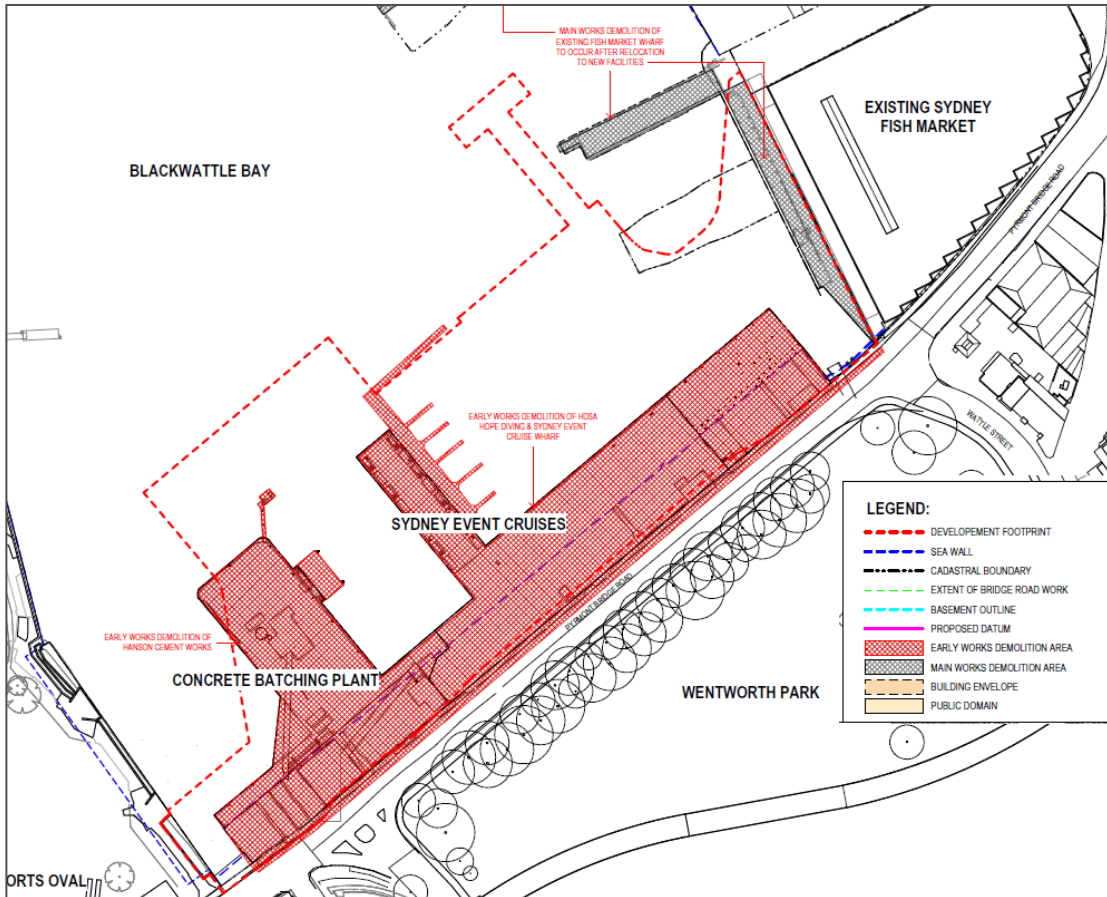 MAIN WORKS DEMOLITION OF
EXISTING FISH MARKET WHARF
TO OCCUR AFTER RELOCATION
TO NEW FACILITIES
EXISTING SYDNEY
FISH MARKET
BLACKWATTLE BAY
PYRMONT BRIDGE ROAD
WATTLE STREET
EARLY WORKS DEMOLITION OF HDSA
HOPE DIVING & SYDNEY EVENT
CRUISE WHARF
SYDNEY EVENT CRUISES
PYRMONT BRIDGE ROAD
EARLY WORKS DEMOLITION OF
HANSON CEMENT WORKS
CONCRETE BATCHING PLANT
WENTWORTH PARK
ORTS OVAL
LEGEND:
DEVELOPEMENT FOOTPRINT
SEA WALL
CADASTRAL BOUNDARY
EXTENT OF BRIDGE ROAD WORK
BASEMENT OUTLINE
PROPOSED DATUM
EARLY WORKS DEMOLITION AREA
MAIN WORKS DEMOLITION AREA
BUILDING ENVELOPE
PUBLIC DOMAIN